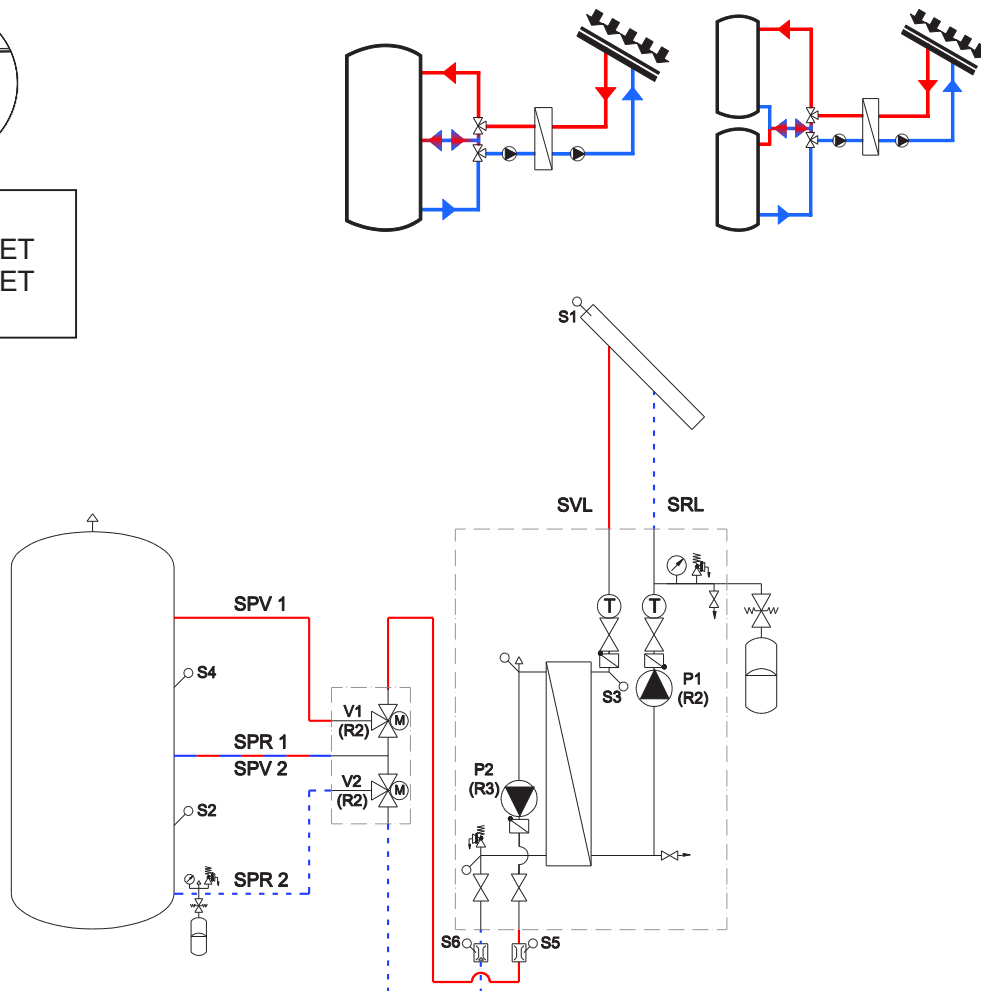 ET
ET
S1
SVL
SRL
SPV 1
T
T
S4
P1
(R2)
S3
V1
(R2)
M
SPR 1
SPV 2
P2
(R3)
V2
(R2)
M
S2
SPR 2
S6
S5